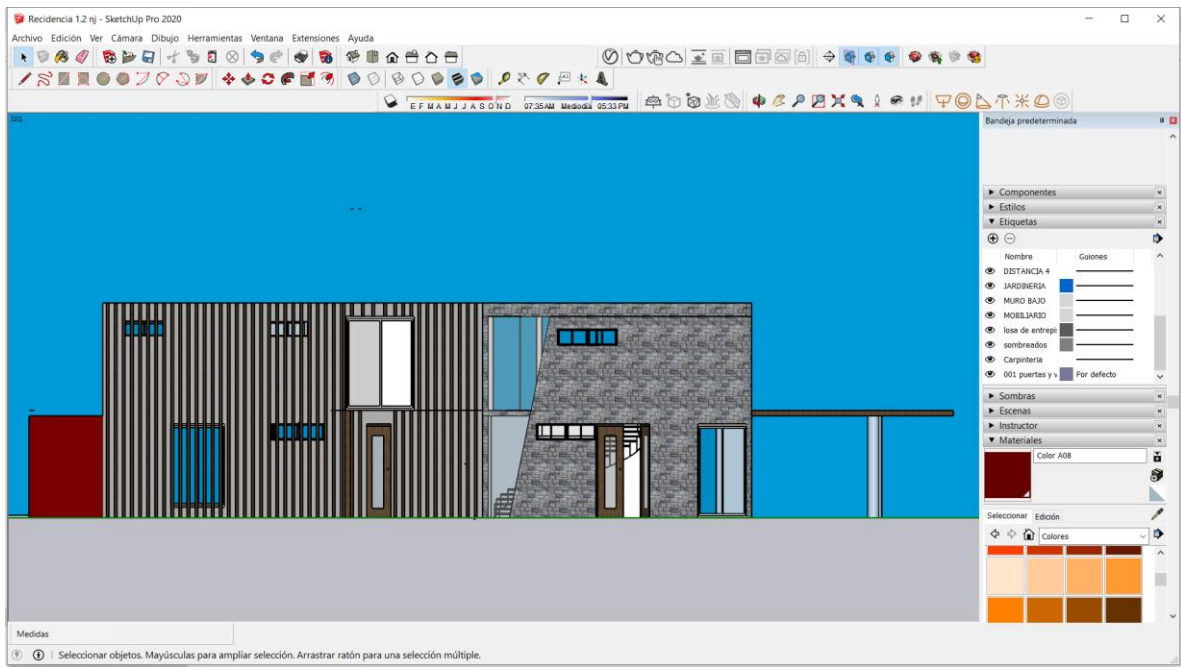 Recidencia 1.2 nj - SketchUp Pro 2020
Archivo Edición Ver Cámara Dibujo Herramientas Ventana Extensiones Ayuda
E F M A M J J A S O N D 07:35 AM Mediodía 05:33 PM
Izq.
Bandeja predeterminada
Componentes
Estilos
Etiquetas
Nombre Guiones
DISTANCIA 4
JARDINERIA
MURO BAJO
MOBILIARIO
losa de entrepi
sombreados
Carpinteria
001 puertas y v Por defecto
Sombras
Escenas
Instructor
Materiales
Color A08
Seleccionar Edición
Colores
Medidas
Seleccionar objetos. Mayúsculas para ampliar selección. Arrastrar ratón para una selección múltiple.